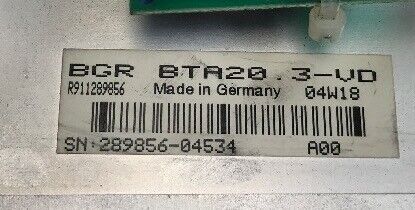 BGR BTA20.3-VD
R911289856 Made in Germany 04W18
SN:289856-04534 A00